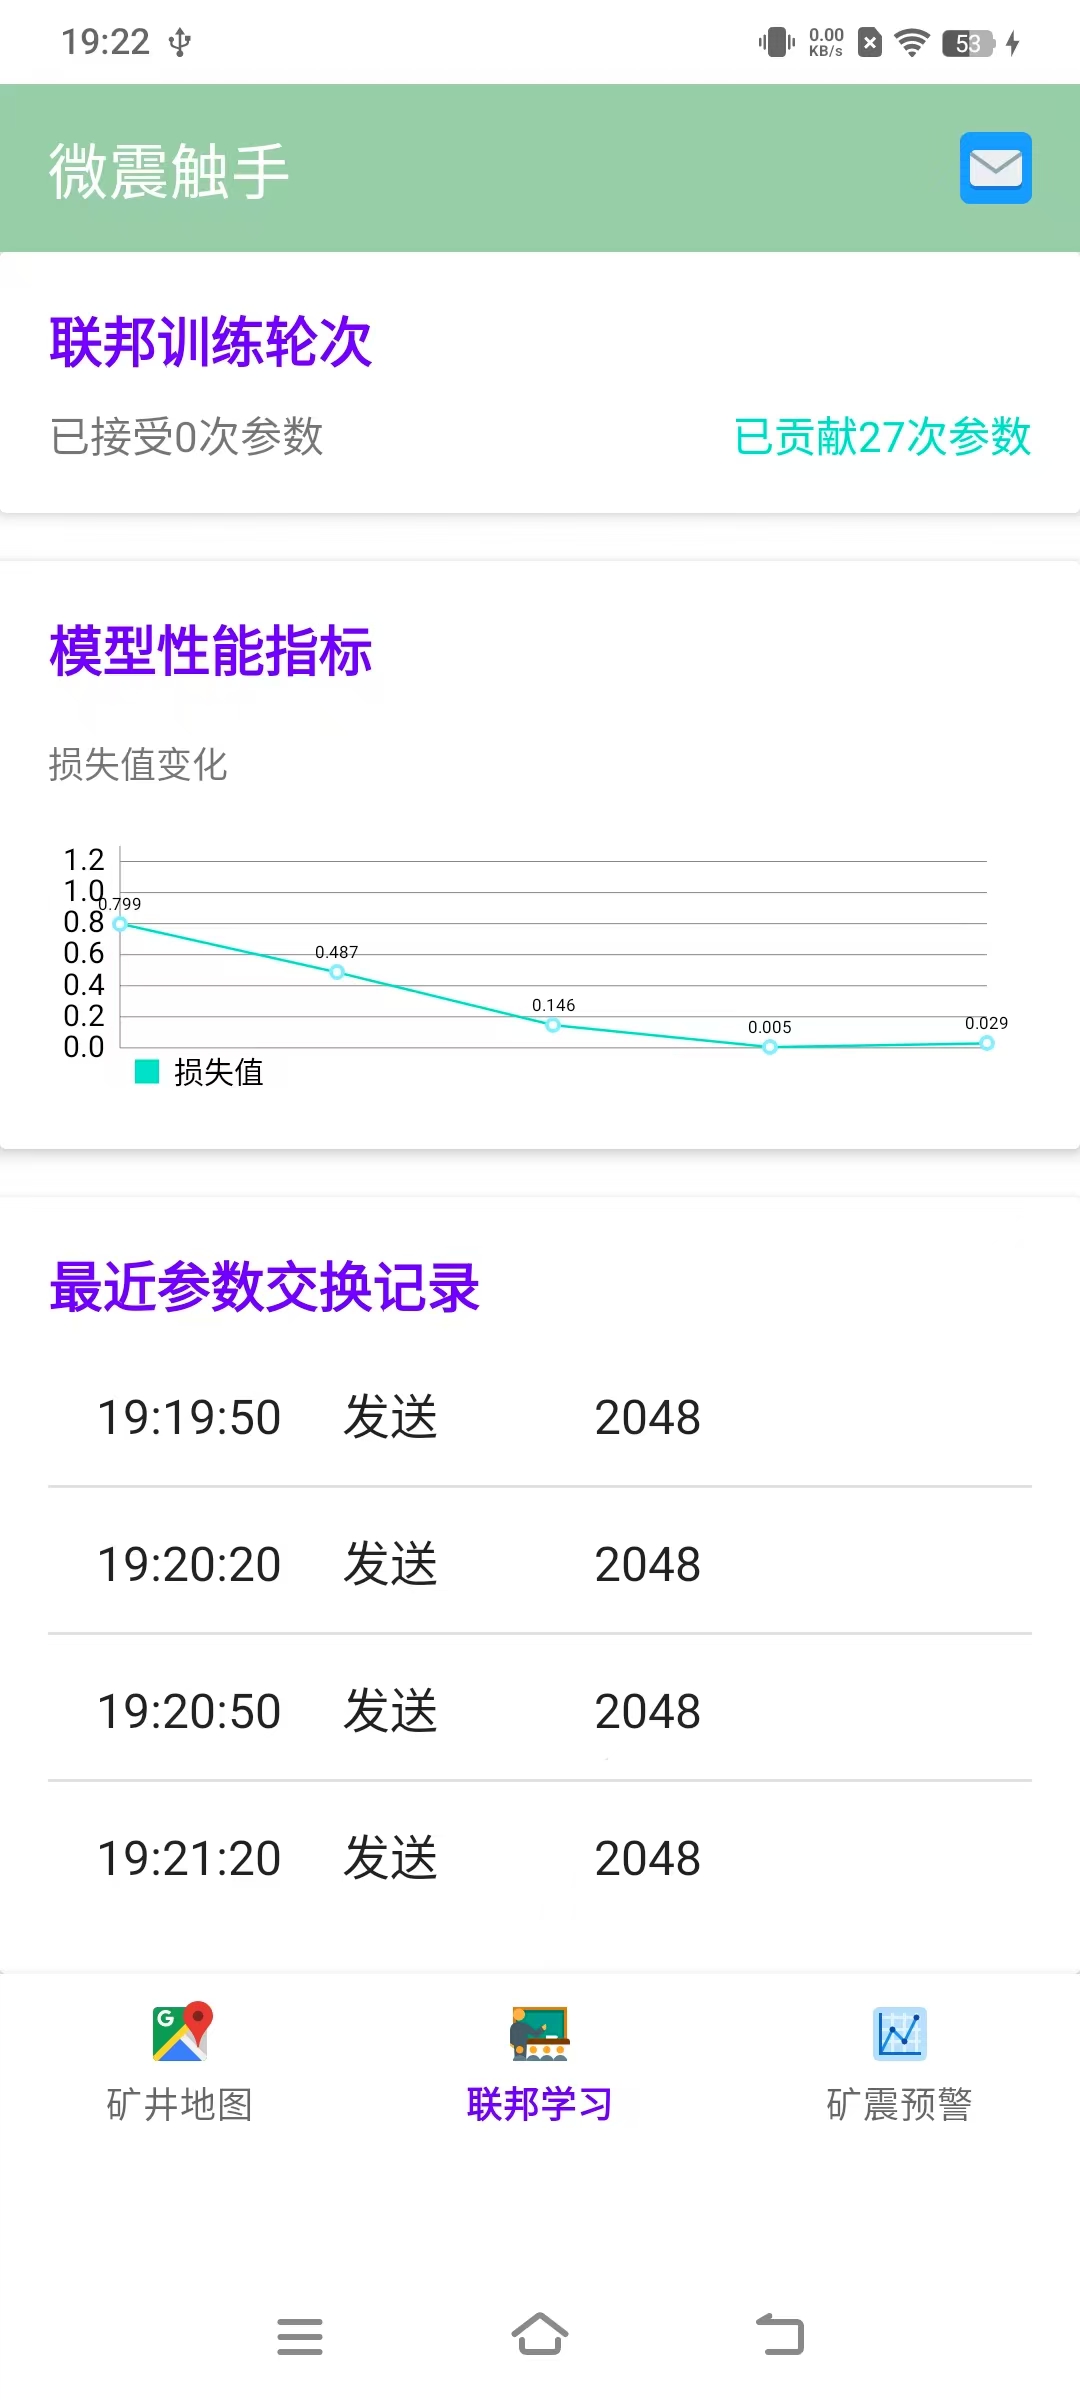 19:22 0.00 KB/s 53
微震触手
联邦训练轮次
已接受0次参数 已贡献27次参数
模型性能指标
损失值变化
1.2
1.0
0.799
0.8
0.487
0.6
0.4
0.146
0.2
0.005
0.029
0.0
损失值
最近参数交换记录
19:19:50 发送 2048
19:20:20 发送 2048
19:20:50 发送 2048
19:21:20 发送 2048
G
矿井地图 联邦学习 矿震预警